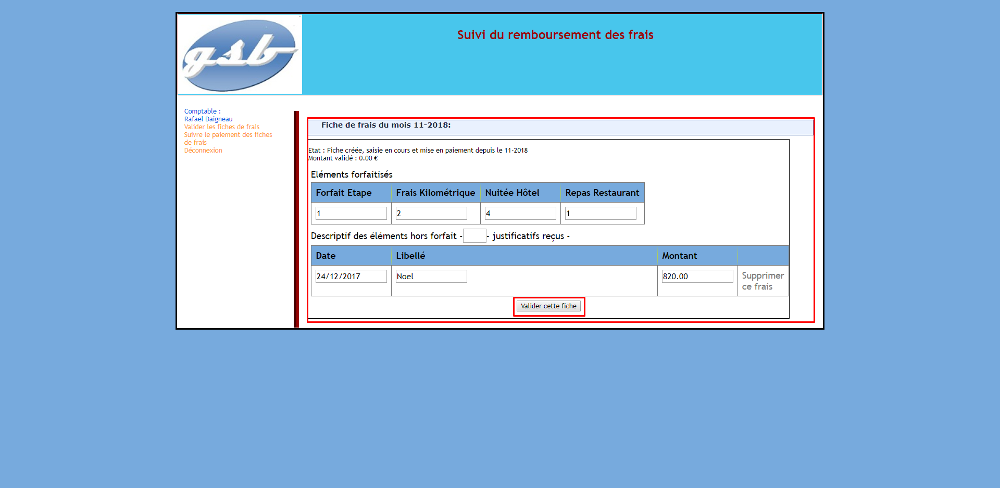 gsb
Suivi du remboursement des frais
Comptable :
Rafael Daigneau
Valider les fiches de frais
Suivre le paiement des fiches
de frais
Déconnexion
Fiche de frais du mois 11-2018:
Etat : Fiche créée, saisie en cours et mise en paiement depuis le 11-2018
Montant validé : 0.00 €
Eléments forfaitisés
Forfait Etape Frais Kilométrique Nuitée Hôtel Repas Restaurant
1 2 4 1
Descriptif des éléments hors forfait - - justificatifs reçus -
Date Libellé Montant
24/12/2017 Noel 820.00 Supprimer
ce frais
Valider cette fiche